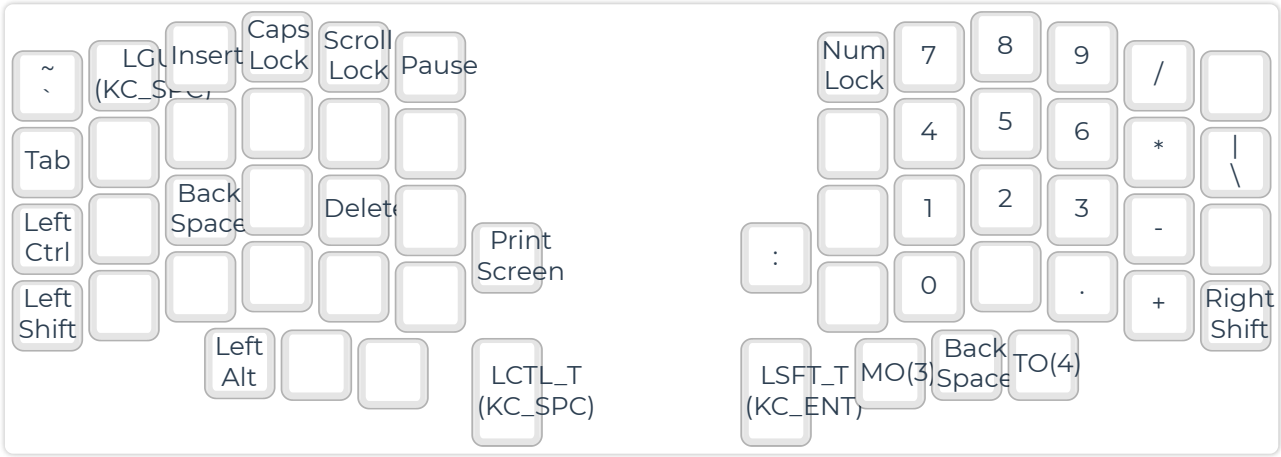 ~
`
LGU
(KC_SPC)
Insert
Caps
Lock
Scroll
Lock
Pause
Num
Lock
7
8
9
/
Tab
4
5
6
*
|
\
Left
Ctrl
Back
Space
Delete
1
2
3
-
Print
Screen
:
Left
Shift
0
.
+
Right
Shift
Left
Alt
LCTL_T
(KC_SPC)
LSFT_T
(KC_ENT)
MO(3)
Back
Space
TO(4)